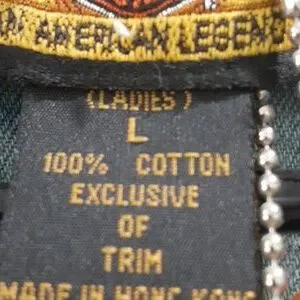 AN AMERICAN LEGEND
(LADIES)
L
100% COTTON
EXCLUSIVE
OF
TRIM
MADE IN HONG KONG